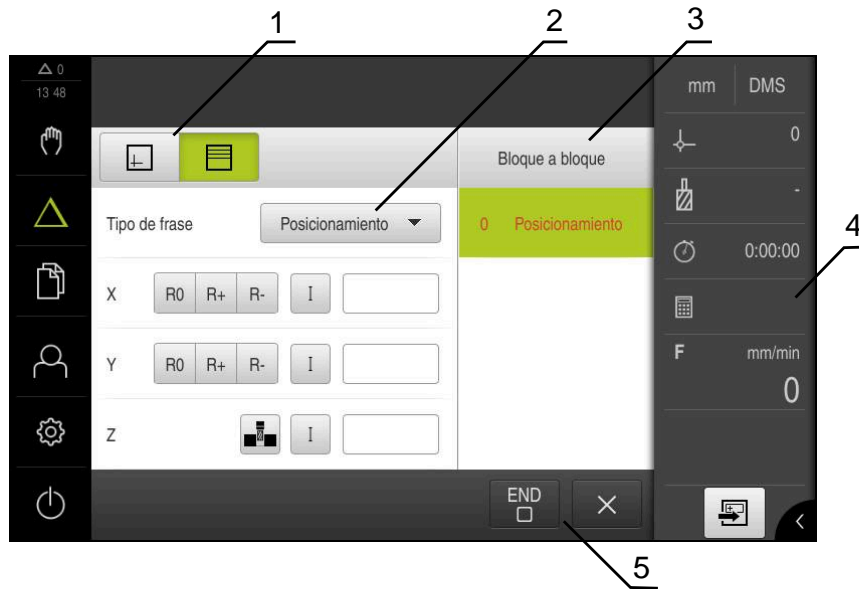 1
2
3
0
13 48
mm
DMS
0
Bloque a bloque
Tipo de frase
Posicionamiento
0 Posicionamiento
-
4
0:00:00
X R0 R+ R- I
Y R0 R+ R- I
F mm/min
0
Z I
END
5